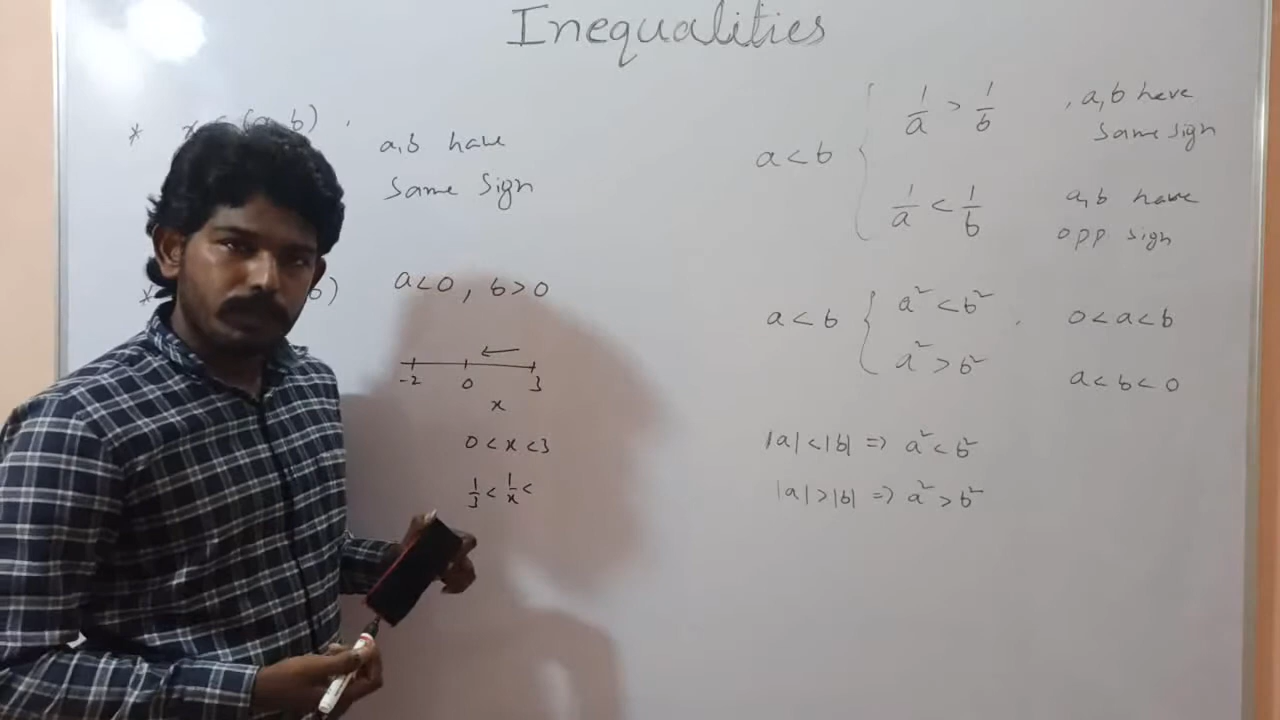 Inequalities
* x ∈ (a, b) ,
a,b have
same sign
* b)
a<0, b>0
-2 0 3
x
0 < x < 3
1/3 < 1/x <
a<b { 1/a > 1/b , a,b have same sign
1/a < 1/b a,b have opp sign
a<b { a² < b² . 0<a<b
a² > b² a<b<0
|a|<|b| => a² < b²
|a|>|b| => a² > b²